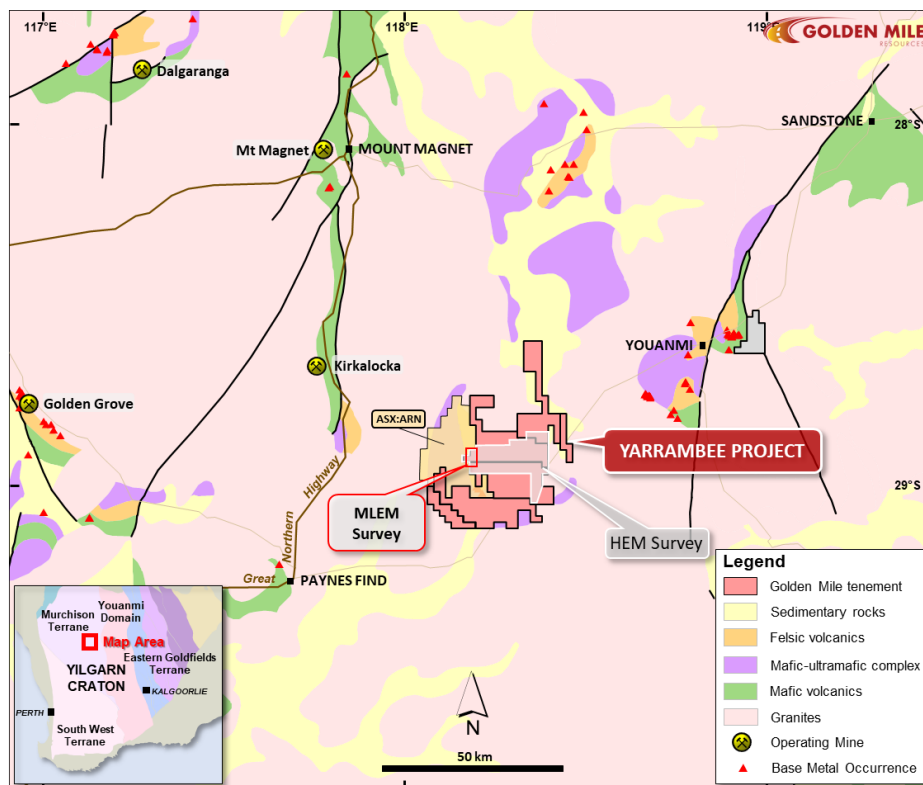 117°E
118°E
119°E
GOLDEN MILE
RESOURCES
Dalgaranga
SANDSTONE
28°S
Mt Magnet
MOUNT MAGNET
YOUANMI
Kirkalocka
Golden Grove
ASX:ARN
YARRAMBEE PROJECT
Highway
MLEM
Survey
29°S
HEM Survey
Northern
Great
PAYNES FIND
Legend
Golden Mile tenement
Sedimentary rocks
Felsic volcanics
Mafic-ultramafic complex
Mafic volcanics
Granites
Operating Mine
Base Metal Occurrence
Youanmi
Domain
Murchison
Terrane
Map Area
YILGARN
CRATON
Eastern Goldfields
Terrane
KALGOORLIE
PERTH
South West
Terrane
N
50 km